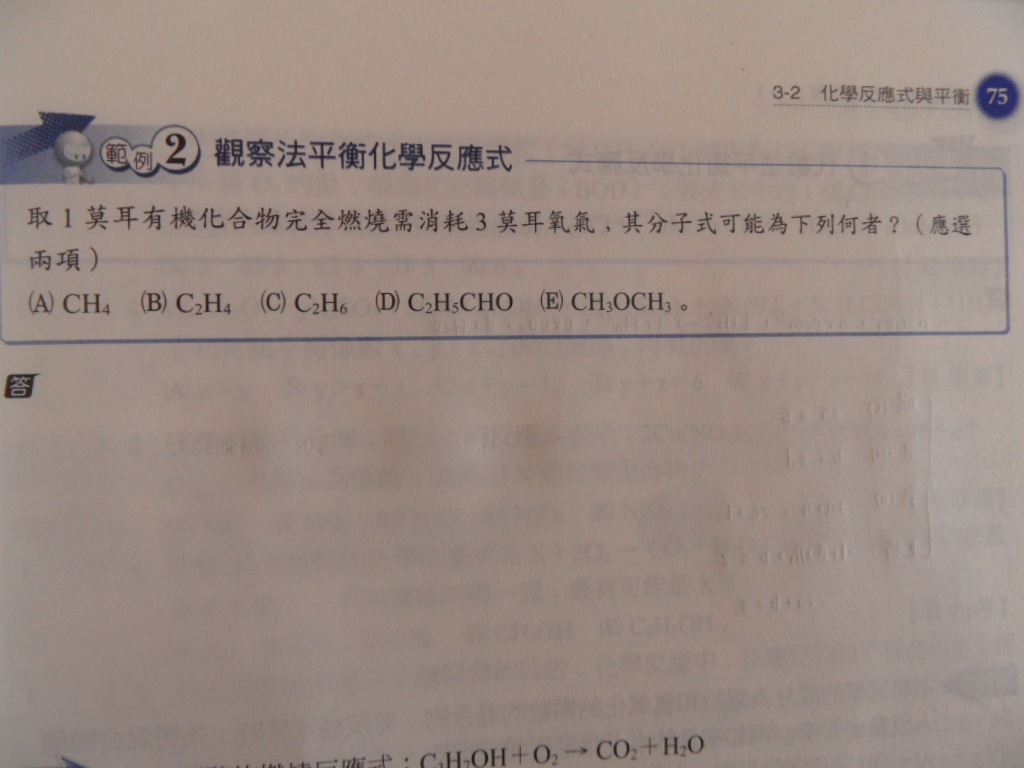 3-2 化學反應式與平衡 75
範例 2 觀察法平衡化學反應式
取 1 莫耳有機化合物完全燃燒需消耗 3 莫耳氧氣，其分子式可能為下列何者？（應選
兩項）
(A) CH₄ (B) C₂H₄ (C) C₂H₆ (D) C₂H₅CHO (E) CH₃OCH₃。
答
燃燒反應式：C₃H₇OH＋O₂→CO₂＋H₂O